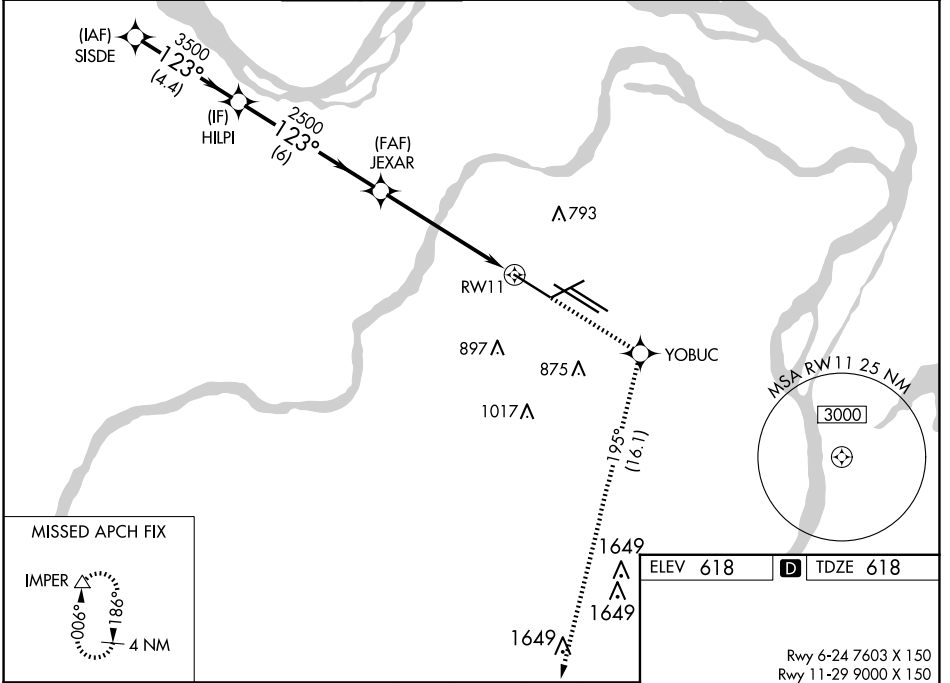 (IAF)
SISDE
3500
123°
(4.4)
(IF)
HILPI
2500
123°
(6)
(FAF)
JEXAR
793
RW11
897
875
YOBUC
1017
MSA RW11 25 NM
3000
195°
(16.1)
MISSED APCH FIX
IMPER
006°
186°
4 NM
1649
1649
1649
ELEV 618
D
TDZE 618
Rwy 6-24 7603 X 150
Rwy 11-29 9000 X 150